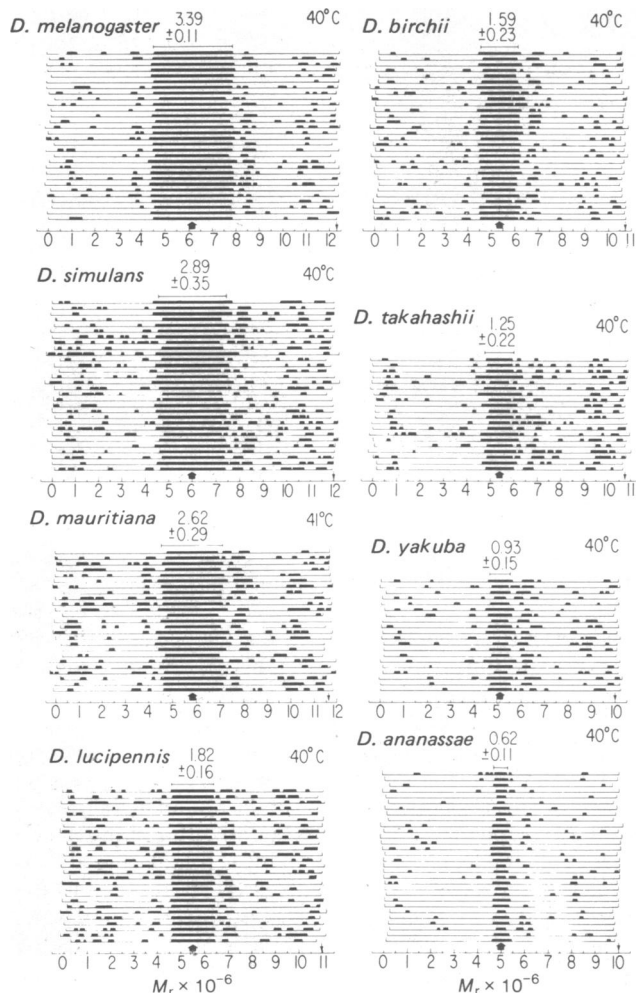 D. melanogaster 3.39 ±0.11 40°C
0 1 2 3 4 5 6 7 8 9 10 11 12
D. simulans 2.89 ±0.35 40°C
0 1 2 3 4 5 6 7 8 9 10 11 12
D. mauritiana 2.62 ±0.29 41°C
0 1 2 3 4 5 6 7 8 9 10 11 12
D. lucipennis 1.82 ±0.16 40°C
0 1 2 3 4 5 6 7 8 9 10 11
Mr × 10-6
D. birchii 1.59 ±0.23 40°C
0 1 2 3 4 5 6 7 8 9 10 11
D. takahashii 1.25 ±0.22 40°C
0 1 2 3 4 5 6 7 8 9 10 11
D. yakuba 0.93 ±0.15 40°C
0 1 2 3 4 5 6 7 8 9 10
D. ananassae 0.62 ±0.11 40°C
0 1 2 3 4 5 6 7 8 9 10
Mr × 10-6